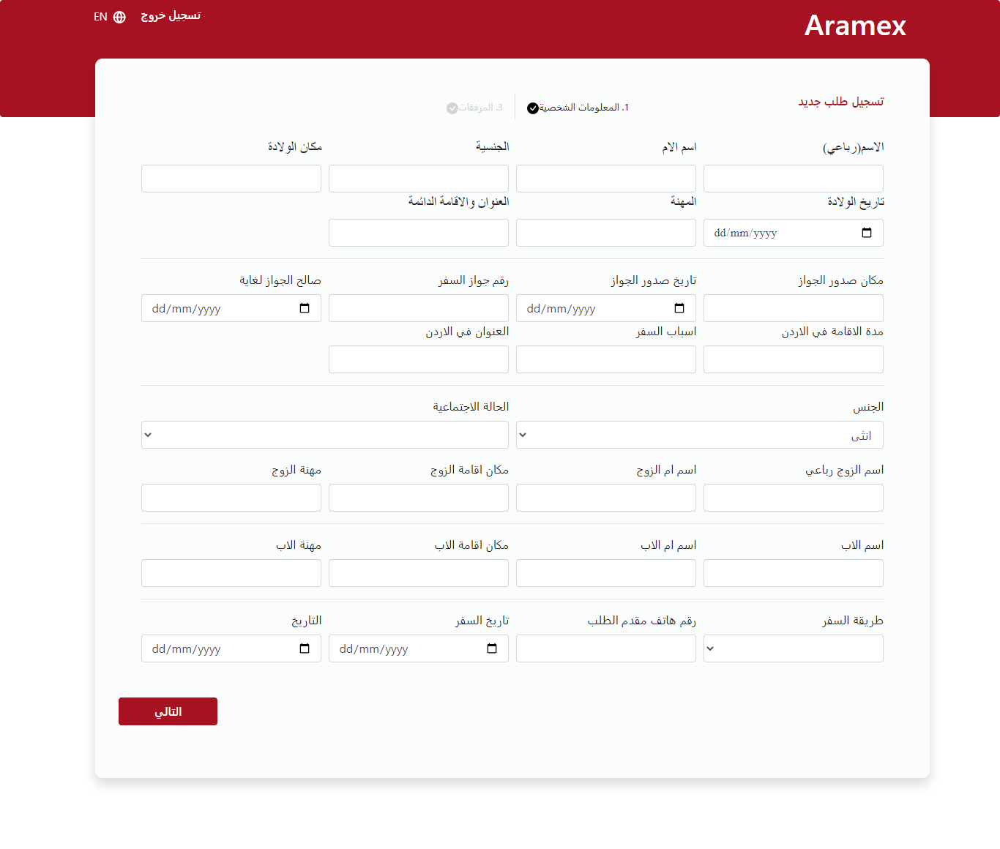 Aramex
تسجيل خروج
EN
تسجيل طلب جديد
1. المعلومات الشخصية
3. المرفقات
الاسم(رباعي)
اسم الام
الجنسية
مكان الولادة
تاريخ الولادة
المهنة
العنوان والاقامة الدائمة
dd/mm/yyyy
مكان صدور الجواز
تاريخ صدور الجواز
رقم جواز السفر
صالح الجواز لغاية
dd/mm/yyyy
dd/mm/yyyy
مدة الاقامة في الاردن
اسباب السفر
العنوان في الاردن
الجنس
الحالة الاجتماعية
انثى
اسم الزوج رباعي
اسم ام الزوج
مكان اقامة الزوج
مهنة الزوج
اسم الاب
اسم ام الاب
مكان اقامة الاب
مهنة الاب
طريقة السفر
رقم هاتف مقدم الطلب
تاريخ السفر
التاريخ
dd/mm/yyyy
dd/mm/yyyy
التالي